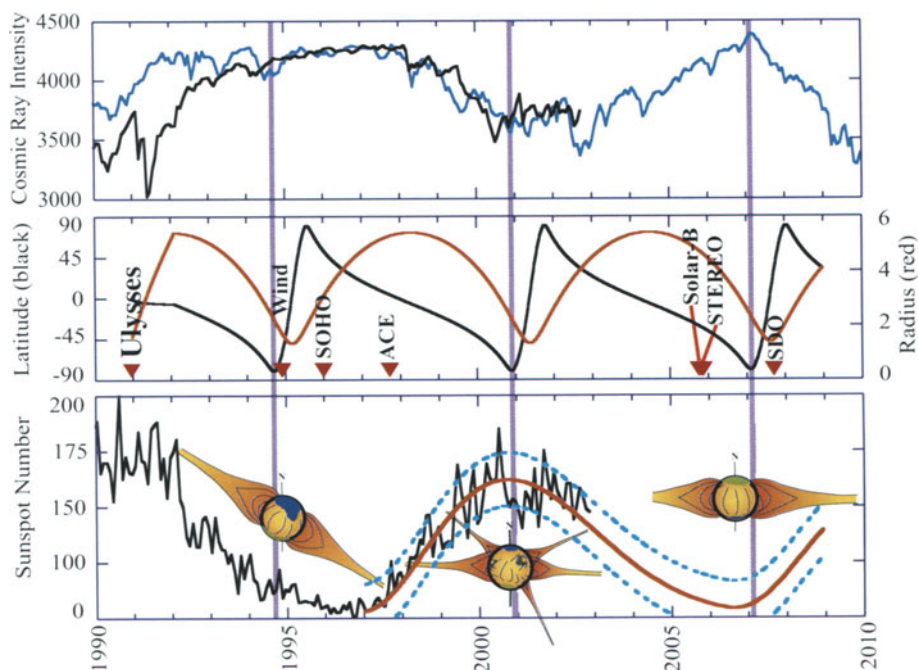 Cosmic Ray Intensity
4500
4250
3500
3000
Latitude (black)
90
45
0
-45
-90
6
4
2
0
Radius (red)
Ulysses
Wind
SOHO
ACE
Solar-B
STEREO
SDO
Sunspot Number
200
175
150
100
0
1990
1995
2000
2005
2010